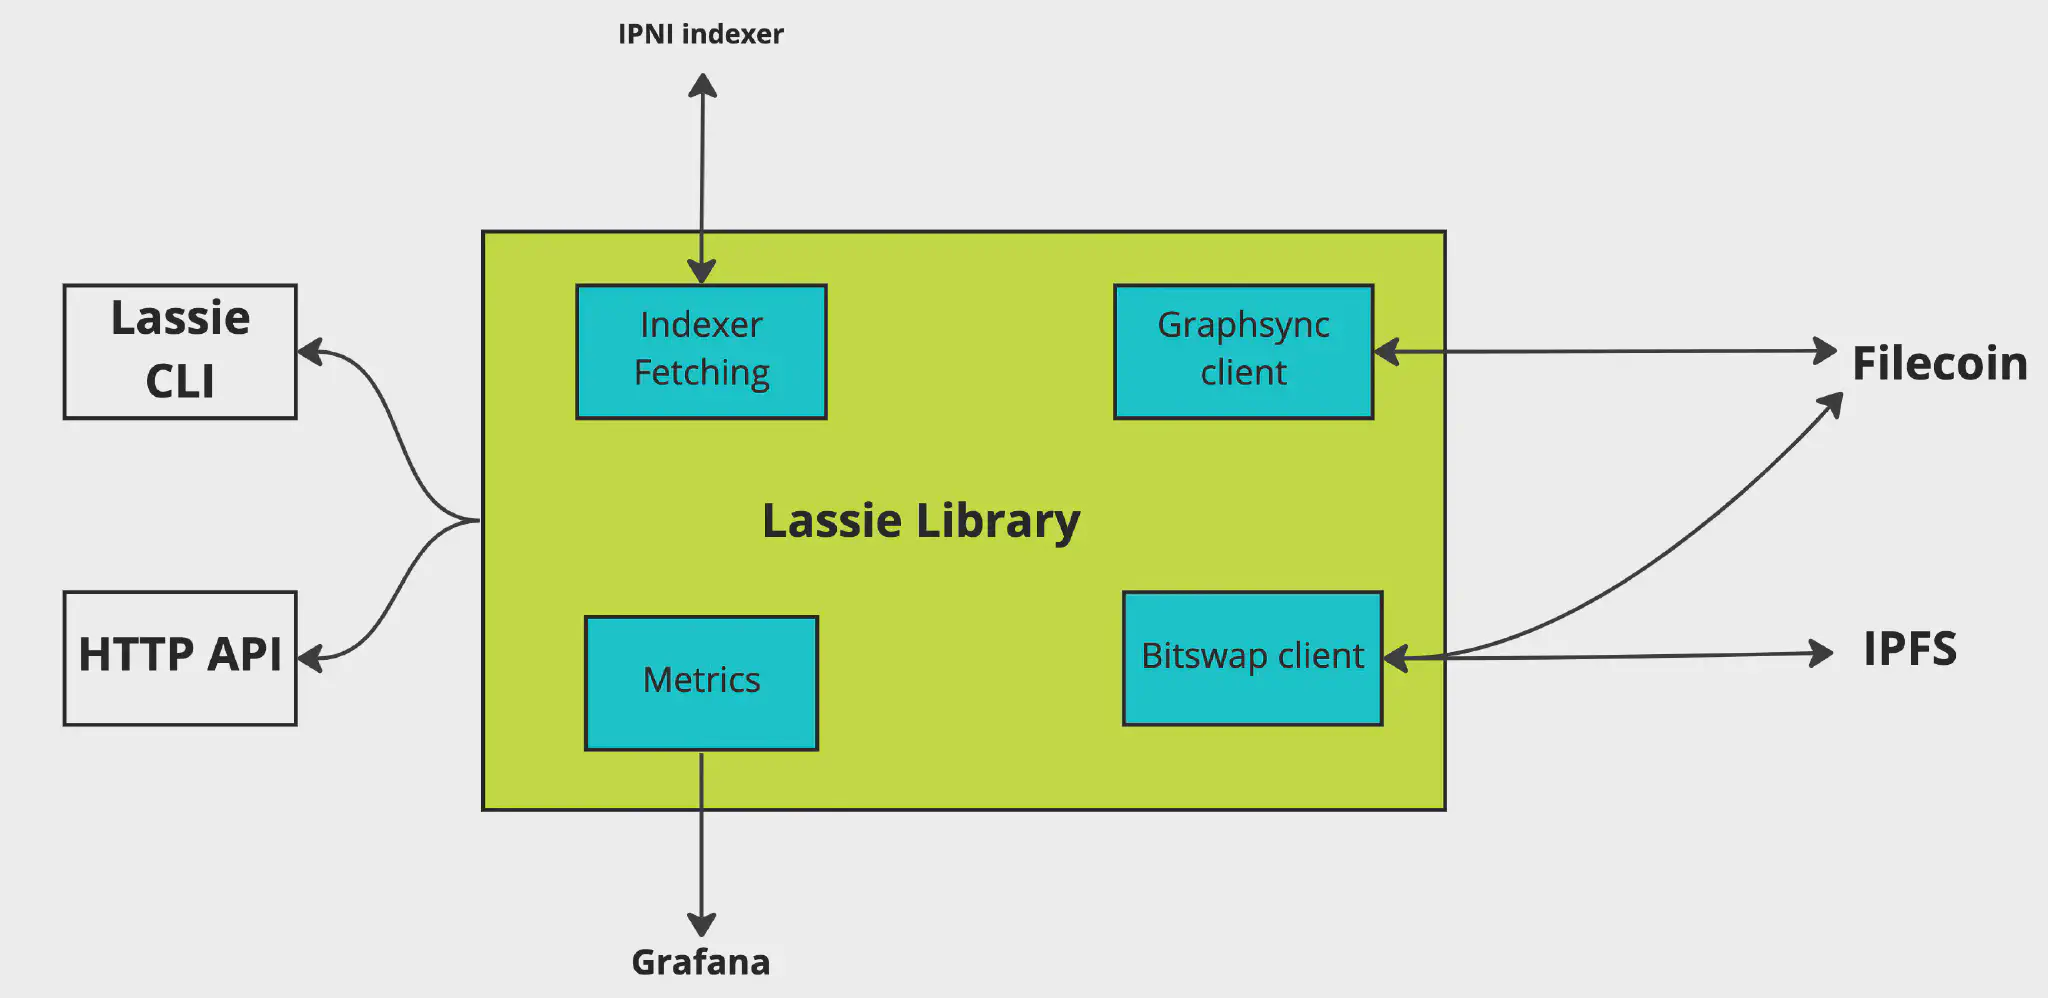 IPNI indexer
Lassie
CLI
Indexer
Fetching
Graphsync
client
Filecoin
Lassie Library
HTTP API
Metrics
Bitswap client
IPFS
Grafana